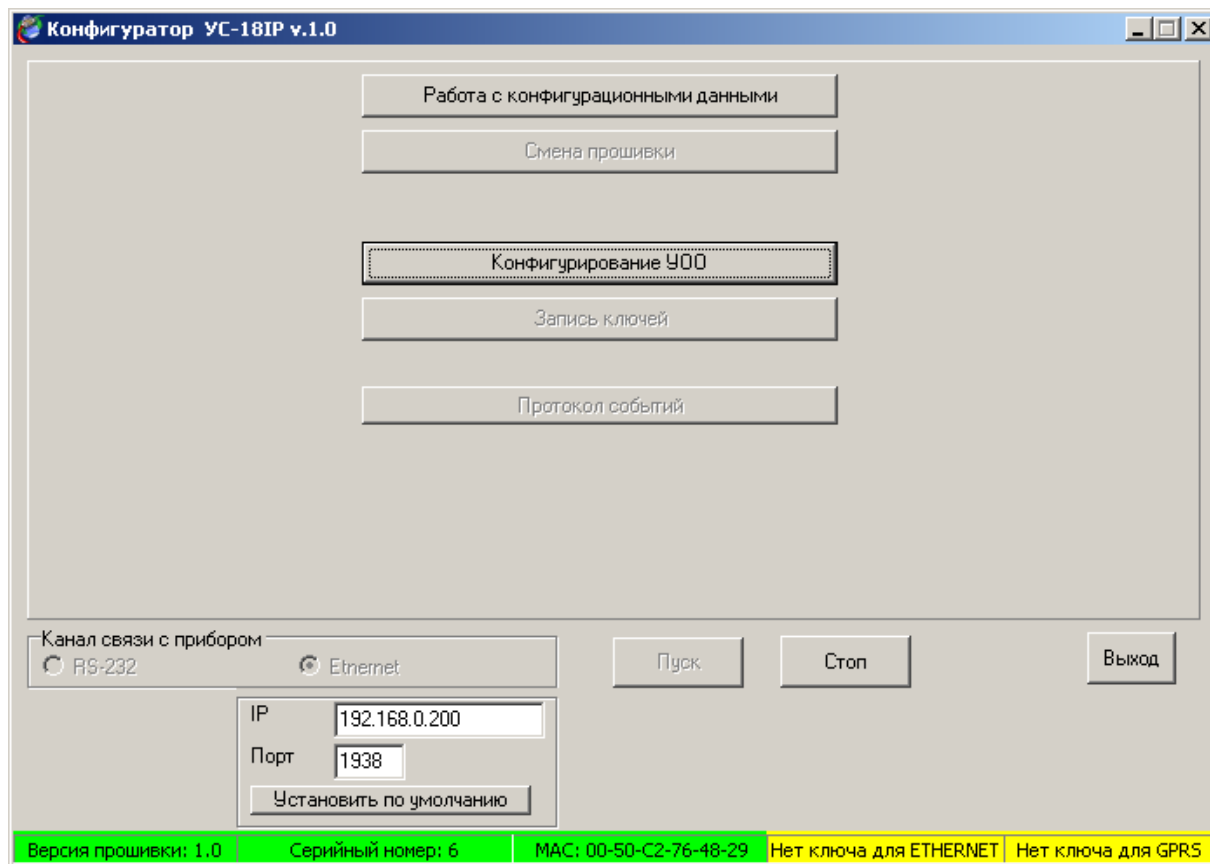 Конфигуратор УС-18IP v.1.0
Работа с конфигурационными данными
Смена прошивки
Конфигурирование УОО
Запись ключей
Протокол событий
Канал связи с прибором
RS-232
Etnernet
Пуск
Стоп
Выход
IP
192.168.0.200
Порт
1938
Установить по умолчанию
Версия прошивки: 1.0
Серийный номер: 6
MAC: 00-50-C2-76-48-29
Нет ключа для ETHERNET
Нет ключа для GPRS